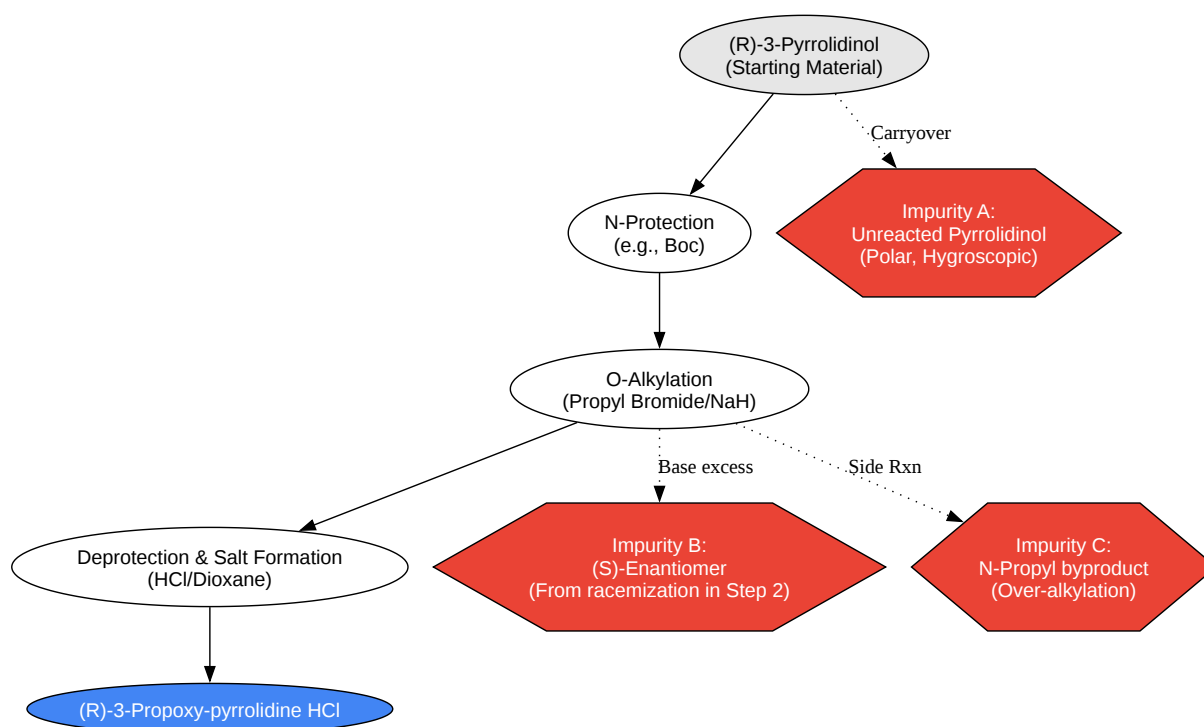 (R)-3-Pyrrolidinol
(Starting Material)
Carryover
N-Protection
(e.g., Boc)
Impurity A:
Unreacted Pyrrolidinol
(Polar, Hygroscopic)
O-Alkylation
(Propyl Bromide/NaH)
Base excess
Side Rxn
Deprotection & Salt Formation
(HCl/Dioxane)
Impurity B:
(S)-Enantiomer
(From racemization in Step 2)
Impurity C:
N-Propyl byproduct
(Over-alkylation)
(R)-3-Propoxy-pyrrolidine HCl